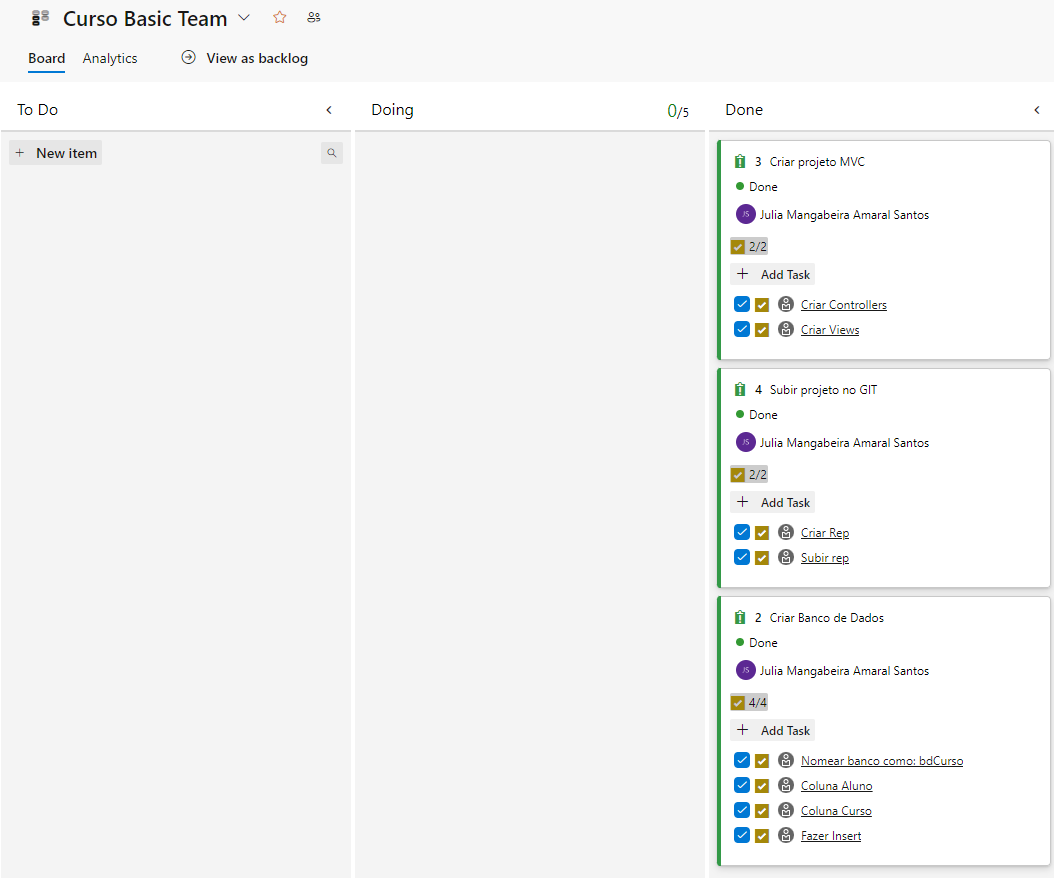 Curso Basic Team
Board Analytics View as backlog
To Do
Doing 0/5
Done
+ New item
3 Criar projeto MVC
Done
JS Julia Mangabeira Amaral Santos
2/2
+ Add Task
Criar Controllers
Criar Views
4 Subir projeto no GIT
Done
JS Julia Mangabeira Amaral Santos
2/2
+ Add Task
Criar Rep
Subir rep
2 Criar Banco de Dados
Done
JS Julia Mangabeira Amaral Santos
4/4
+ Add Task
Nomear banco como: bdCurso
Coluna Aluno
Coluna Curso
Fazer Insert